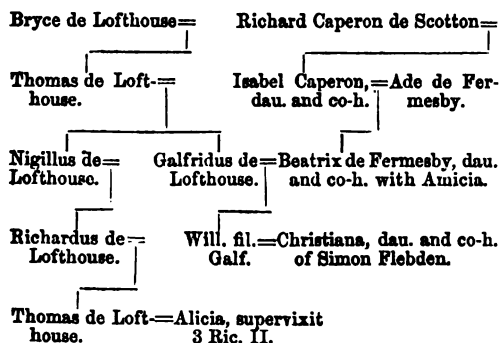 Bryce de Lofthouse= Richard Caperon de Scotton=
Thomas de Loft-= Isabel Caperon,=Ade de Fer-
house. dau. and co-h. mesby.
Nigillus de= Galfridus de=Beatrix de Fermesby, dau.
Lofthouse. Lofthouse. and co-h. with Amicia.
Richardus de= Will. fil.=Christiana, dau. and co-h.
Lofthouse. Galf. of Simon Flebden.
Thomas de Loft-=Alicia, supervixit
house. 3 Ric. II.